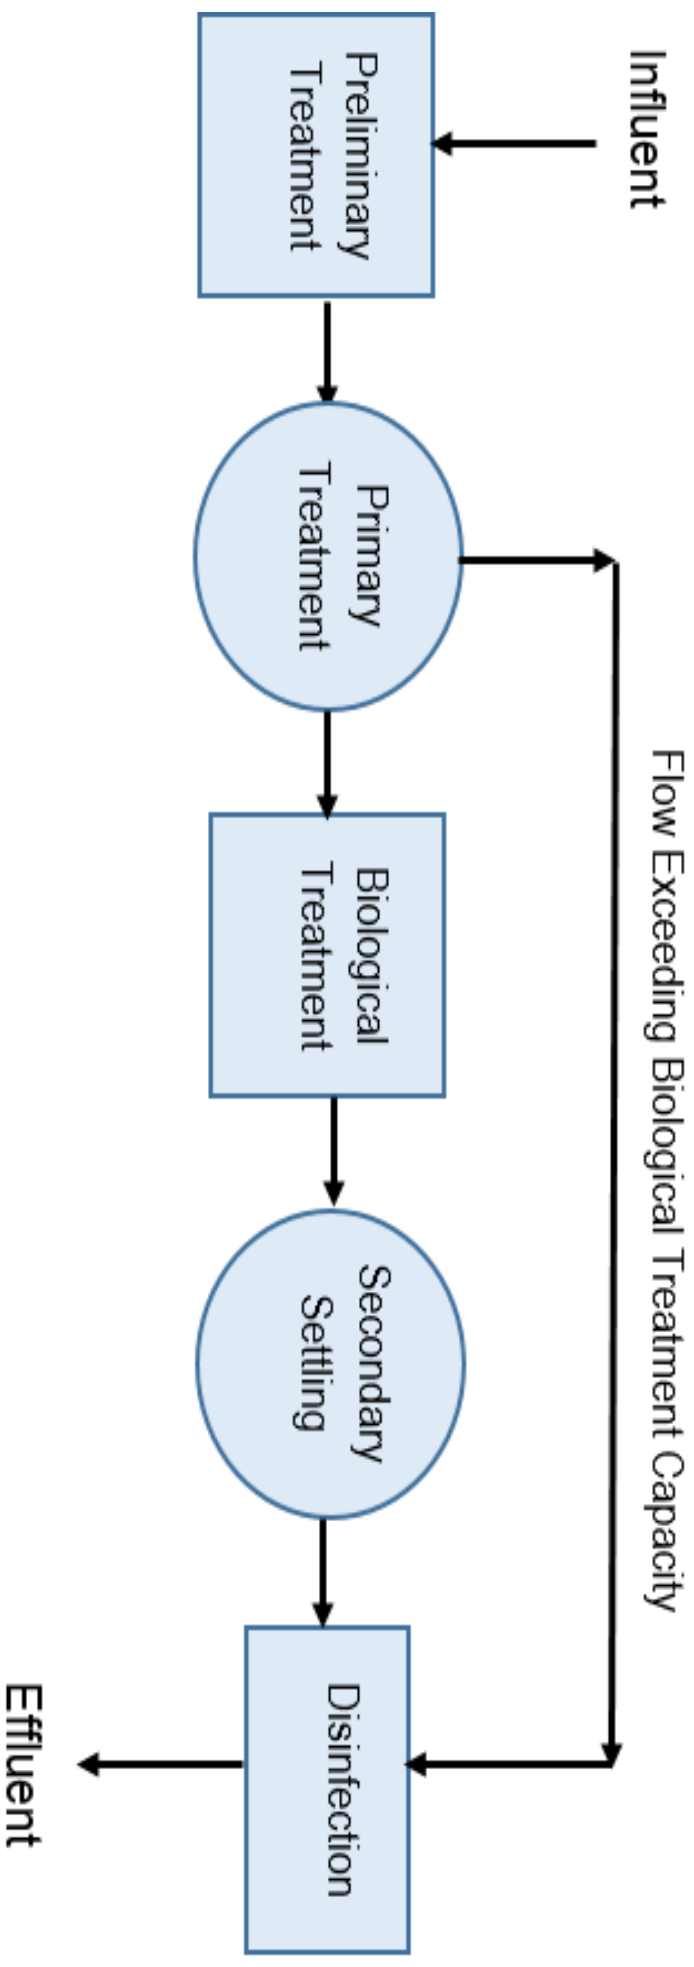 Influent
Flow Exceeding Biological Treatment Capacity
Preliminary
Treatment
Primary
Treatment
Biological
Treatment
Secondary
Settling
Disinfection
Effluent